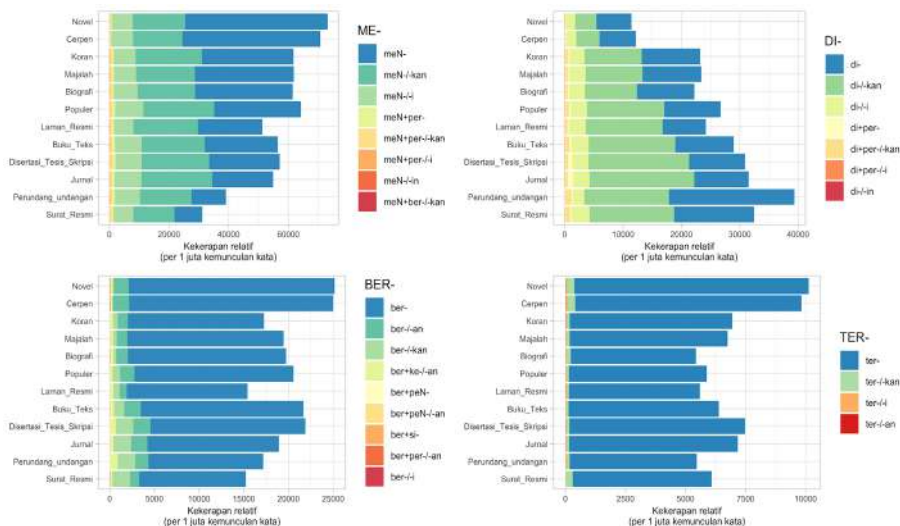 Novel
Cerpen
Koran
Majalah
Biografi
Populer
Laman_Resmi
Buku_Teks
Disertasi_Tesis_Skripsi
Jurnal
Perundang_undangan
Surat_Resmi
0 20000 40000 60000
Kekerapan relatif
(per 1 juta kemunculan kata)
ME-
meN-
meN-/-kan
meN-/-i
meN+per-
meN+per-/-kan
meN+per-/-i
meN-/-in
meN+ber-/-kan
Novel
Cerpen
Koran
Majalah
Biografi
Populer
Laman_Resmi
Buku_Teks
Disertasi_Tesis_Skripsi
Jurnal
Perundang_undangan
Surat_Resmi
0 10000 20000 30000 40000
Kekerapan relatif
(per 1 juta kemunculan kata)
DI-
di-
di-/-kan
di-/-i
di+per-
di+per-/-kan
di+per-/-i
di-/-in
Novel
Cerpen
Koran
Majalah
Biografi
Populer
Laman_Resmi
Buku_Teks
Disertasi_Tesis_Skripsi
Jurnal
Perundang_undangan
Surat_Resmi
0 5000 10000 15000 20000 25000
Kekerapan relatif
(per 1 juta kemunculan kata)
BER-
ber-
ber-/-an
ber-/-kan
ber+ke-/-an
ber+peN-
ber+peN-/-an
ber+si-
ber+per-/-an
ber-/-i
Novel
Cerpen
Koran
Majalah
Biografi
Populer
Laman_Resmi
Buku_Teks
Disertasi_Tesis_Skripsi
Jurnal
Perundang_undangan
Surat_Resmi
0 5000 10000
Kekerapan relatif
(per 1 juta kemunculan kata)
TER-
ter-
ter-/-kan
ter-/-i
ter-/-an